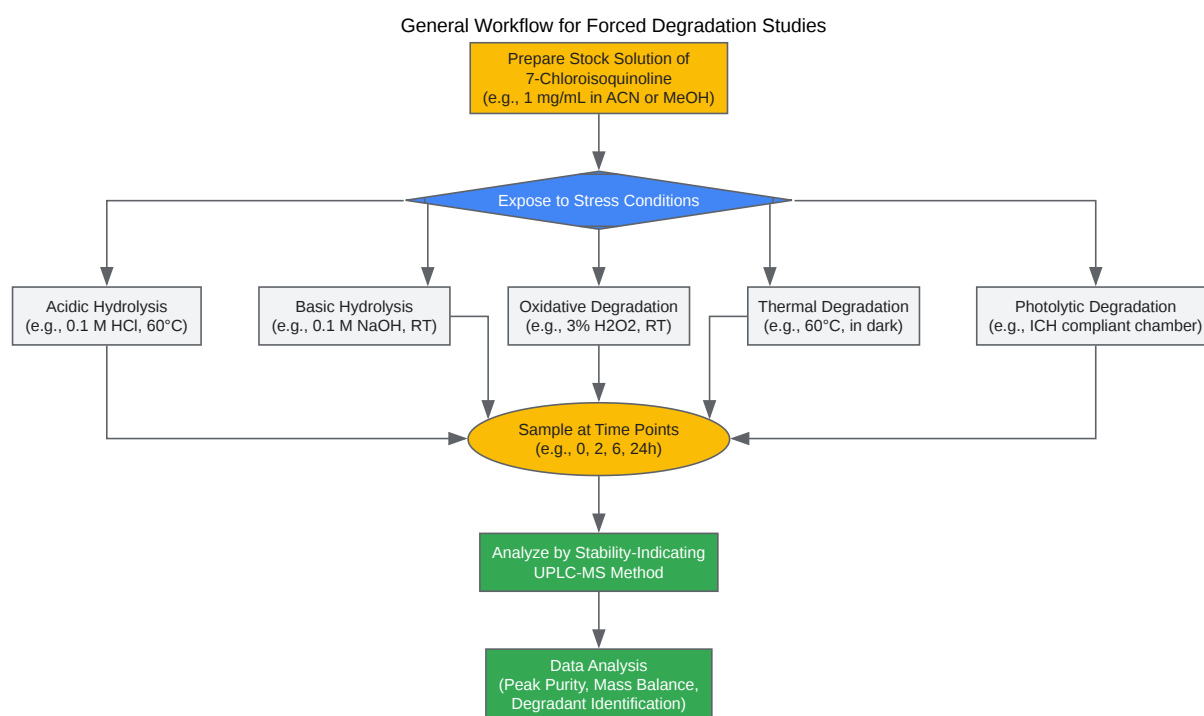 General Workflow for Forced Degradation Studies
Prepare Stock Solution of
7-Chloroisoquinoline
(e.g., 1 mg/mL in ACN or MeOH)
Expose to Stress Conditions
Acidic Hydrolysis
(e.g., 0.1 M HCl, 60°C)
Basic Hydrolysis
(e.g., 0.1 M NaOH, RT)
Oxidative Degradation
(e.g., 3% H2O2, RT)
Thermal Degradation
(e.g., 60°C, in dark)
Photolytic Degradation
(e.g., ICH compliant chamber)
Sample at Time Points
(e.g., 0, 2, 6, 24h)
Analyze by Stability-Indicating
UPLC-MS Method
Data Analysis
(Peak Purity, Mass Balance,
Degradant Identification)